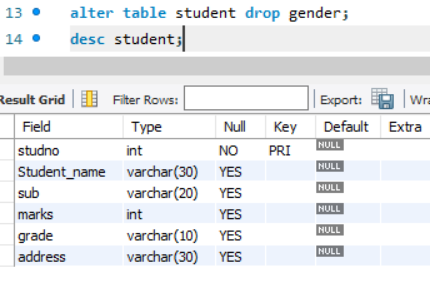 13 alter table student drop gender;
14 desc student;
Result Grid Filter Rows: Export: Wra
Field Type Null Key Default Extra
studno int NO PRI NULL
Student_name varchar(30) YES NULL
sub varchar(20) YES NULL
marks int YES NULL
grade varchar(10) YES NULL
address varchar(30) YES NULL